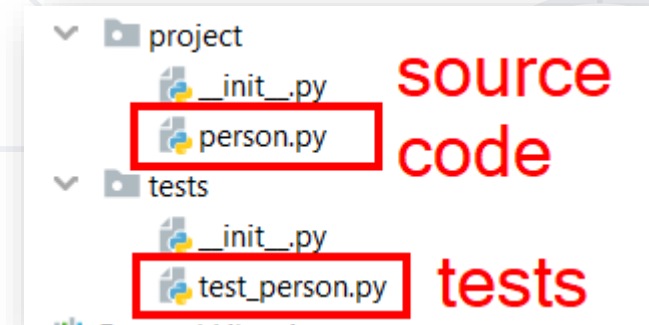 project
__init__.py
person.py
source
code
tests
__init__.py
test_person.py
tests